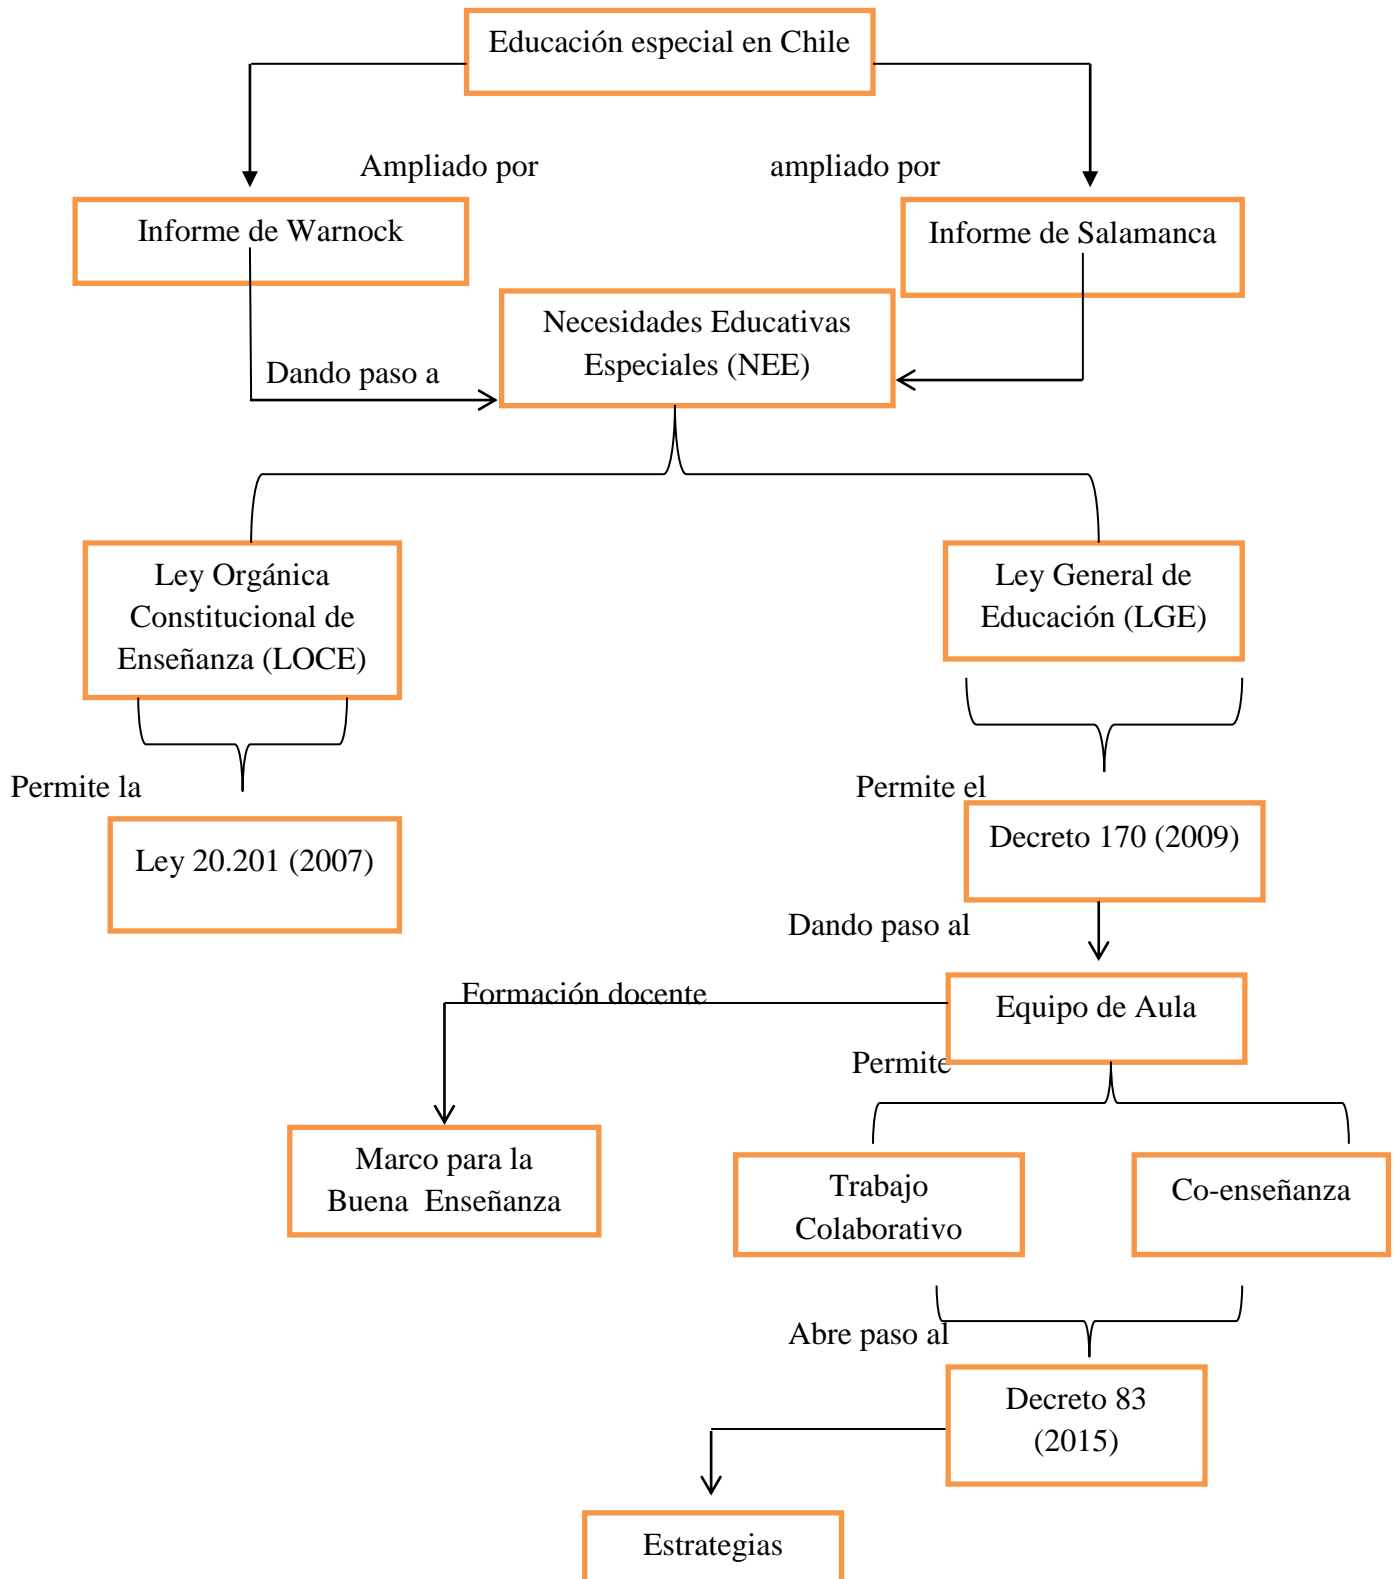 Educación especial en Chile
Ampliado por
ampliado por
Informe de Warnock
Informe de Salamanca
Necesidades Educativas
Especiales (NEE)
Dando paso a
Ley Orgánica
Constitucional de
Enseñanza (LOCE)
Ley General de
Educación (LGE)
Permite la
Permite el
Ley 20.201 (2007)
Decreto 170 (2009)
Dando paso al
Formación docente
Equipo de Aula
Permite
Marco para la
Buena Enseñanza
Trabajo
Colaborativo
Co-enseñanza
Abre paso al
Decreto 83
(2015)
Estrategias